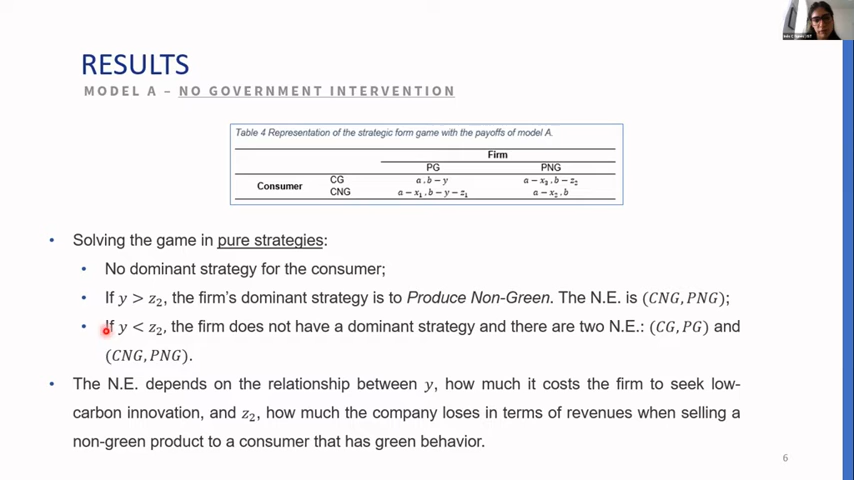 RESULTS
MODEL A – NO GOVERNMENT INTERVENTION
Table 4 Representation of the strategic form game with the payoffs of model A.
Firm
PG PNG
Consumer CG a, b − y a − x₃, b − z₂
CNG a − x₁, b − y − z₁ a − x₂, b
• Solving the game in pure strategies:
• No dominant strategy for the consumer;
• If y > z₂, the firm's dominant strategy is to Produce Non-Green. The N.E. is (CNG, PNG);
• If y < z₂, the firm does not have a dominant strategy and there are two N.E.: (CG, PG) and
(CNG, PNG).
• The N.E. depends on the relationship between y, how much it costs the firm to seek low-
carbon innovation, and z₂, how much the company loses in terms of revenues when selling a
non-green product to a consumer that has green behavior.
6